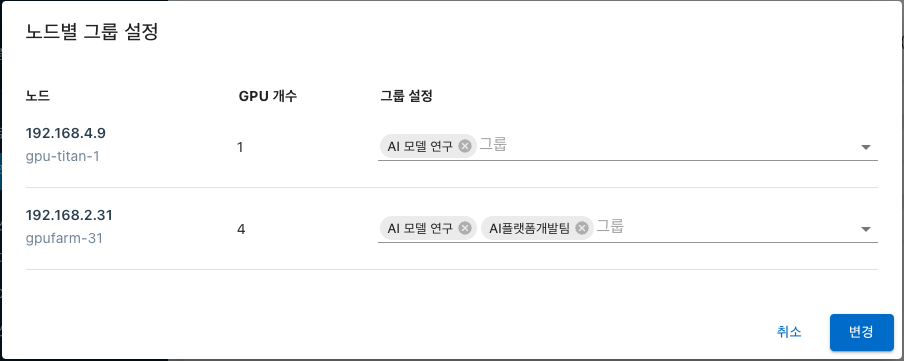 노드별 그룹 설정
노드 GPU 개수 그룹 설정
192.168.4.9
gpu-titan-1
1
AI 모델 연구 그룹
192.168.2.31
gpufarm-31
4
AI 모델 연구 AI플랫폼개발팀 그룹
취소 변경